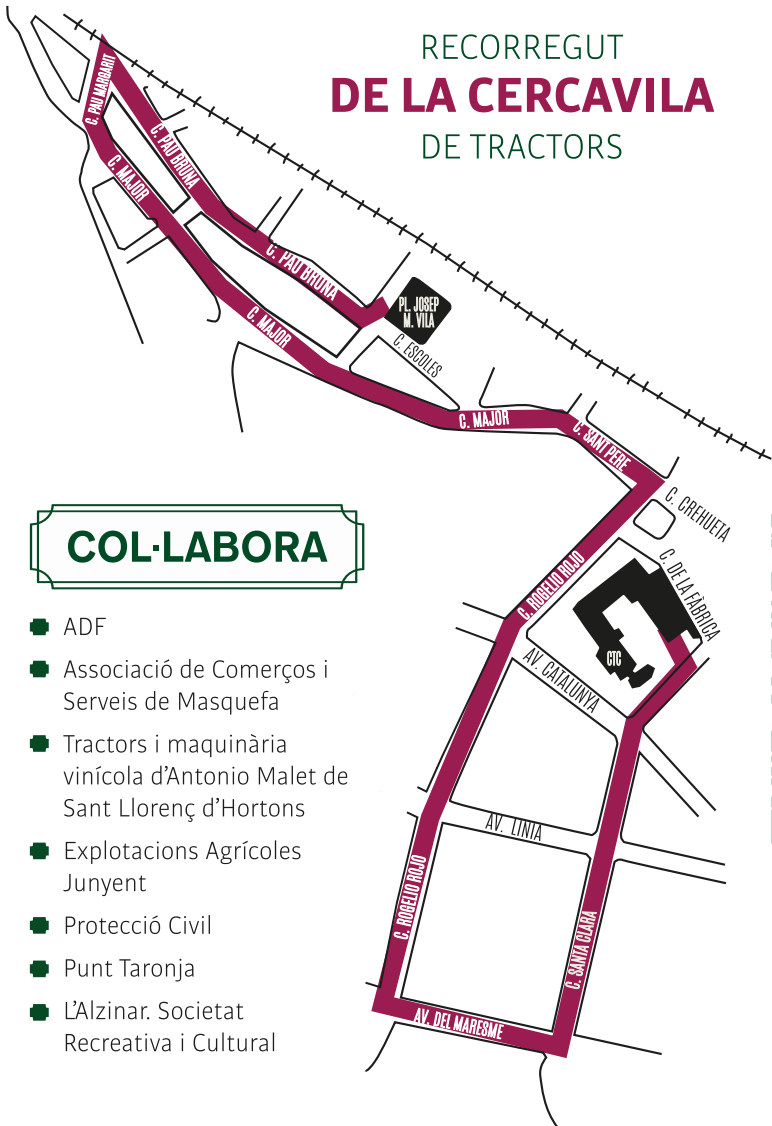 RECORREGUT
DE LA CERCAVILA
DE TRACTORS
C. PAU MARGARIT
C. PAU BRUNA
C. MAJOR
C. PAU BRUNA
C. MAJOR
PL. JOSEP
M. VILA
C. ESCOLES
C. MAJOR
C. SANT PERE
C. CREHUETA
C. ROGELIO ROJO
C. DE LA FÀBRICA
CTC
AV. CATALUNYA
AV. LINIA
C. ROGELIO ROJO
C. SANTA CLARA
AV. DEL MARESME
COL·LABORA
ADF
Associació de Comerços i
Serveis de Masquefa
Tractors i maquinària
vinícola d'Antonio Malet de
Sant Llorenç d'Hortons
Explotacions Agrícoles
Junyent
Protecció Civil
Punt Taronja
L'Alzinar. Societat
Recreativa i Cultural